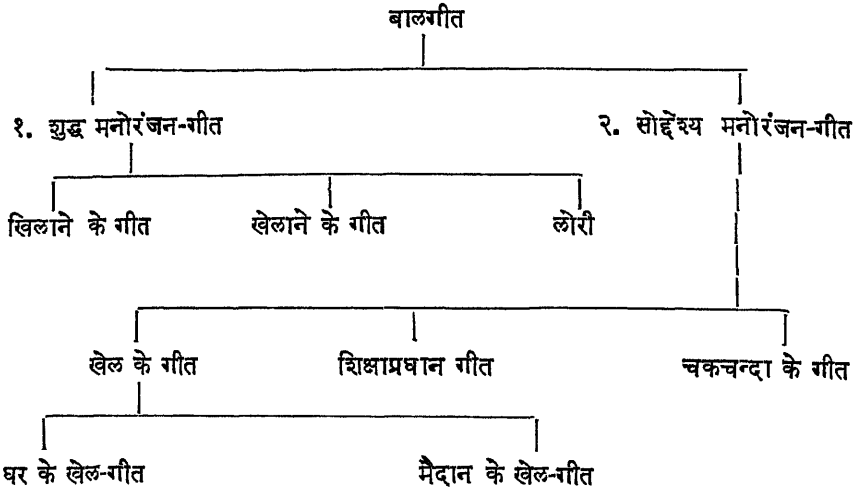 बालगीत
१. शुद्ध मनोरंजन-गीत २. सोद्देश्य मनोरंजन-गीत
खिलाने के गीत खेलाने के गीत लोरी
खेल के गीत शिक्षाप्रधान गीत चकचन्दा के गीत
घर के खेल-गीत मैदान के खेल-गीत